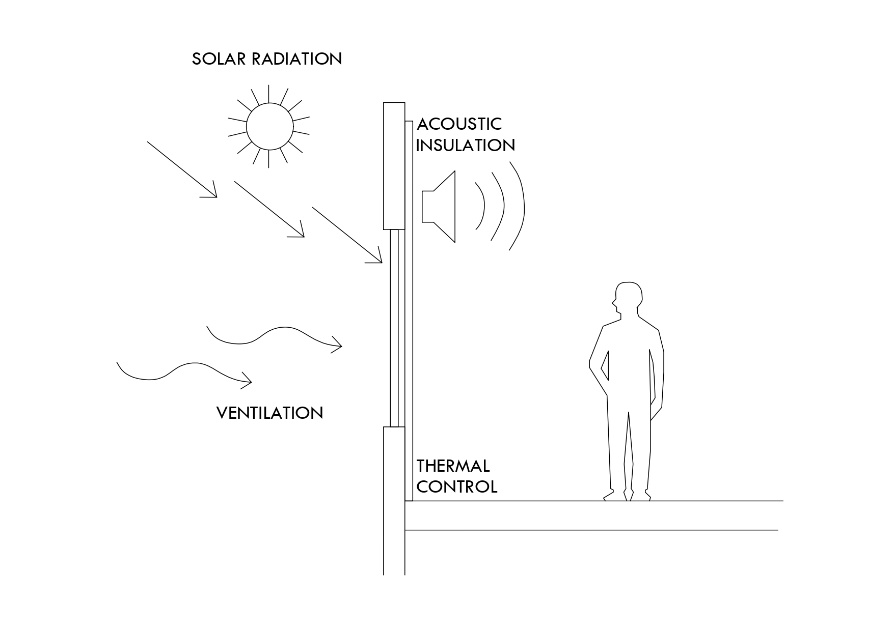 SOLAR RADIATION
ACOUSTIC
INSULATION
VENTILATION
THERMAL
CONTROL